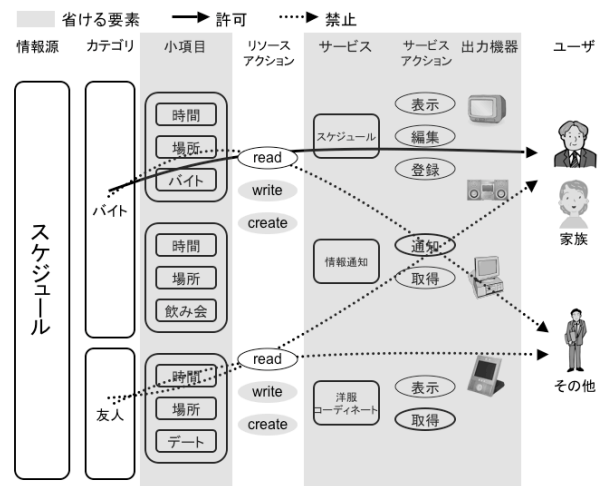 省ける要素 許可 禁止
情報源 カテゴリ 小項目 リソース
アクション サービス サービス
アクション 出力機器 ユーザ
スケジュール
バイト
時間
場所
バイト
read
write
create
スケジュール
表示
編集
登録
家族
時間
場所
飲み会
情報通知
通知
取得
友人
時間
場所
デート
read
write
create
洋服
コーディネート
表示
取得
その他